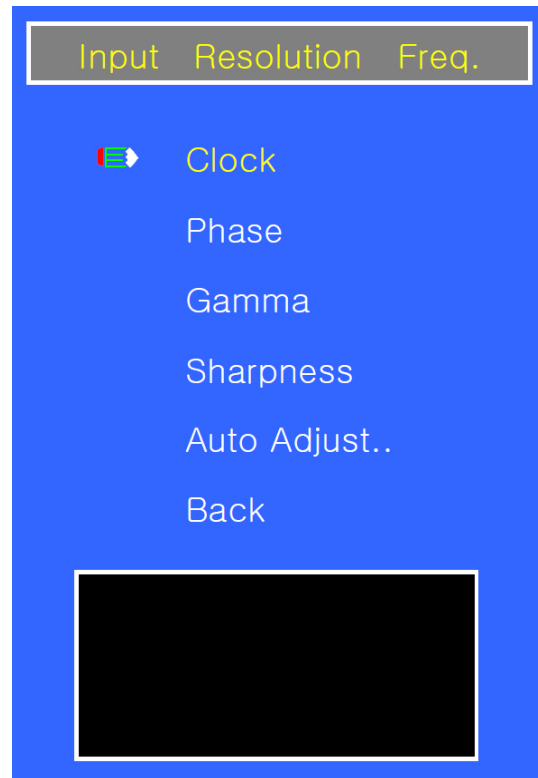 Input Resolution Freq.
Clock
Phase
Gamma
Sharpness
Auto Adjust..
Back